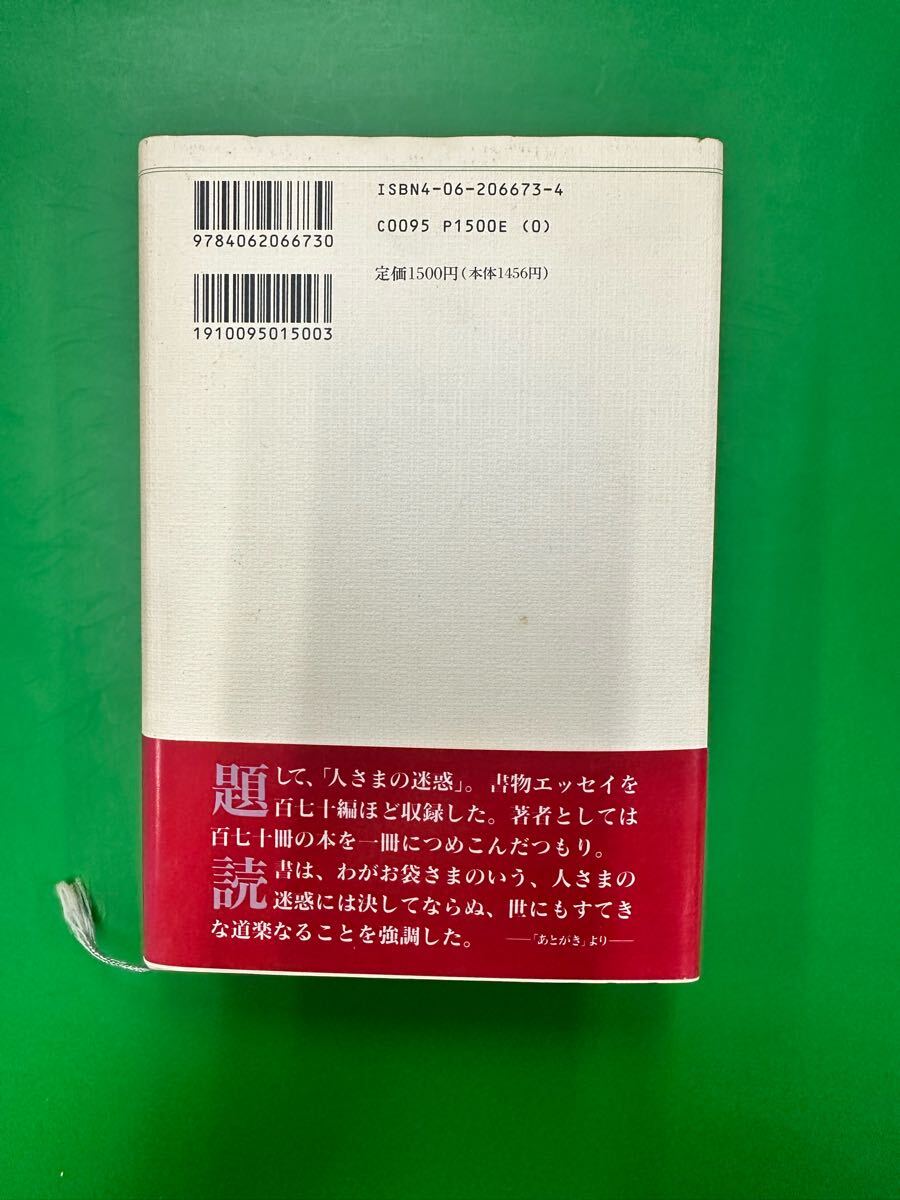 ISBN4-06-206673-4
C0095 P1500E (0)
9784062066730
定価1500円(本体1456円)
1910095015003
題して、「人さまの迷惑」。書物エッセイを
百七十編ほど収録した。著者としては
百七十冊の本を一冊につめこんだつもり。
読書は、わがお袋さまのいう、人さまの
迷惑には決してならぬ、世にもすてき
な道楽なることを強調した。 ——「あとがき」より——